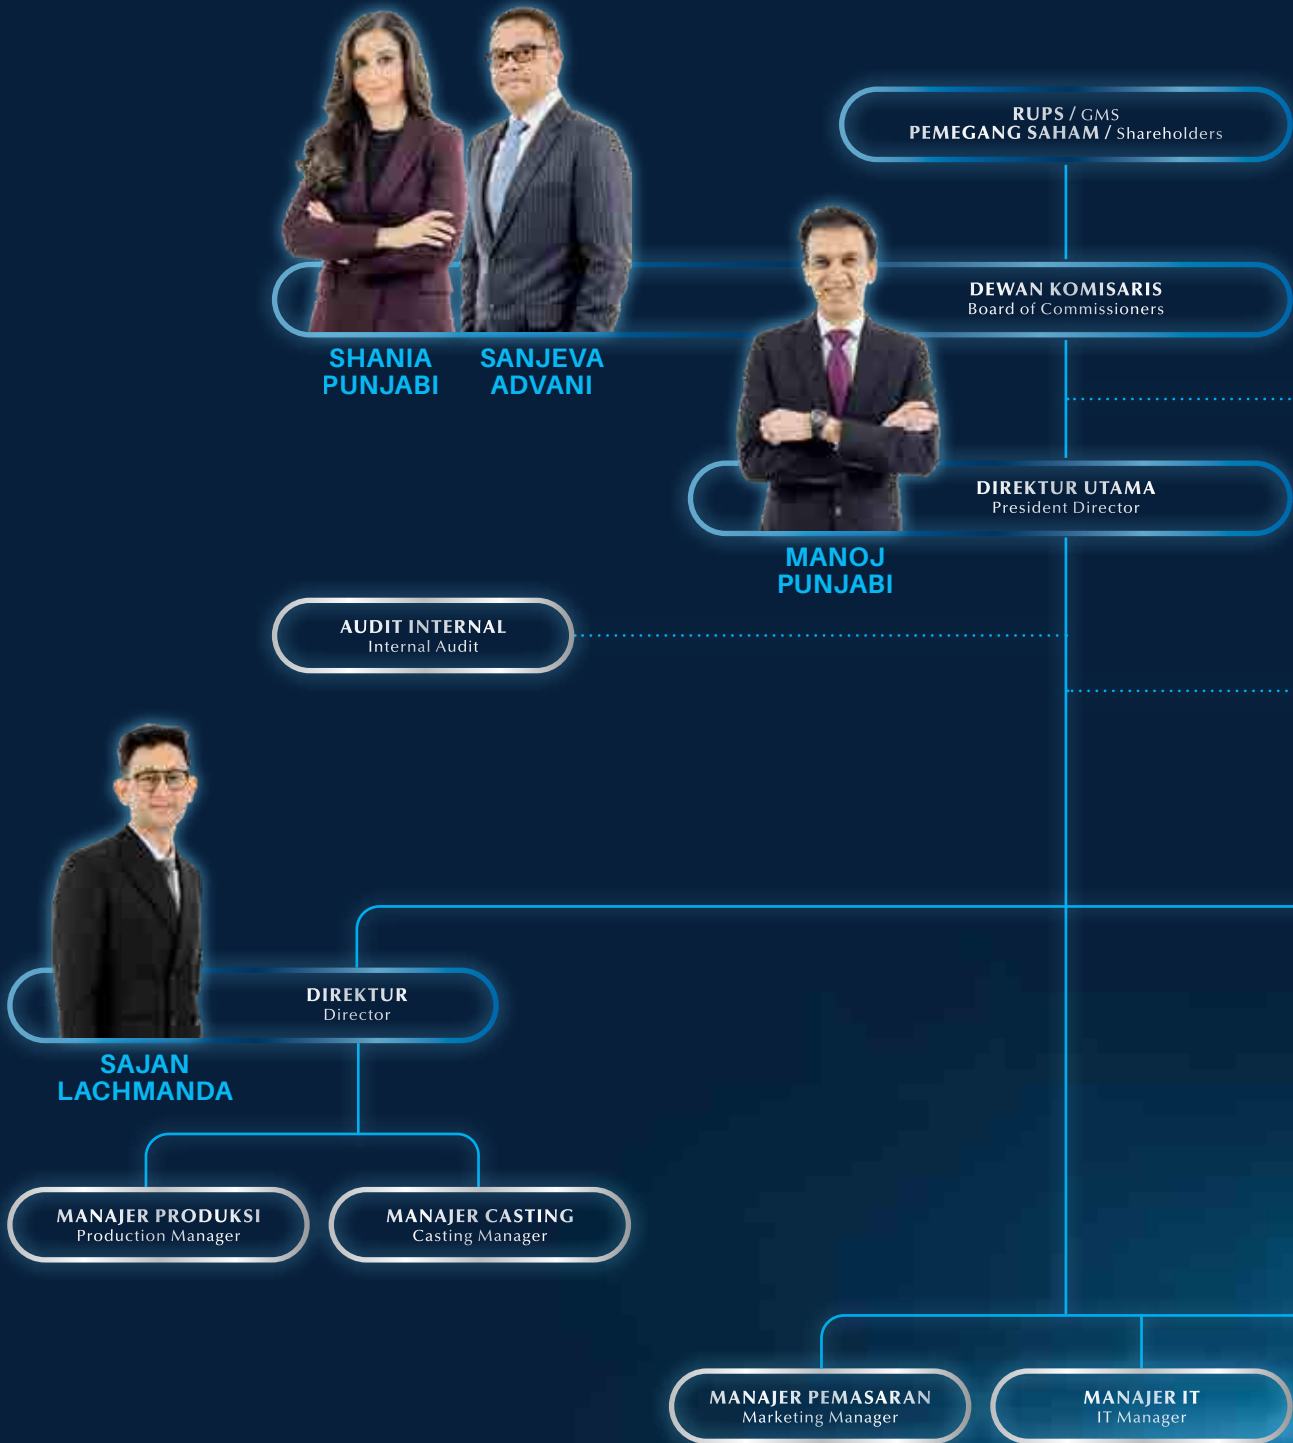 RUPS / GMS
PEMEGANG SAHAM / Shareholders
DEWAN KOMISARIS
Board of Commissioners
SHANIA
PUNJABI
SANJEVA
ADVANI
DIREKTUR UTAMA
President Director
MANOJ
PUNJABI
AUDIT INTERNAL
Internal Audit
DIREKTUR
Director
SAJAN
LACHMANDA
MANAJER PRODUKSI
Production Manager
MANAJER CASTING
Casting Manager
MANAJER PEMASARAN
Marketing Manager
MANAJER IT
IT Manager